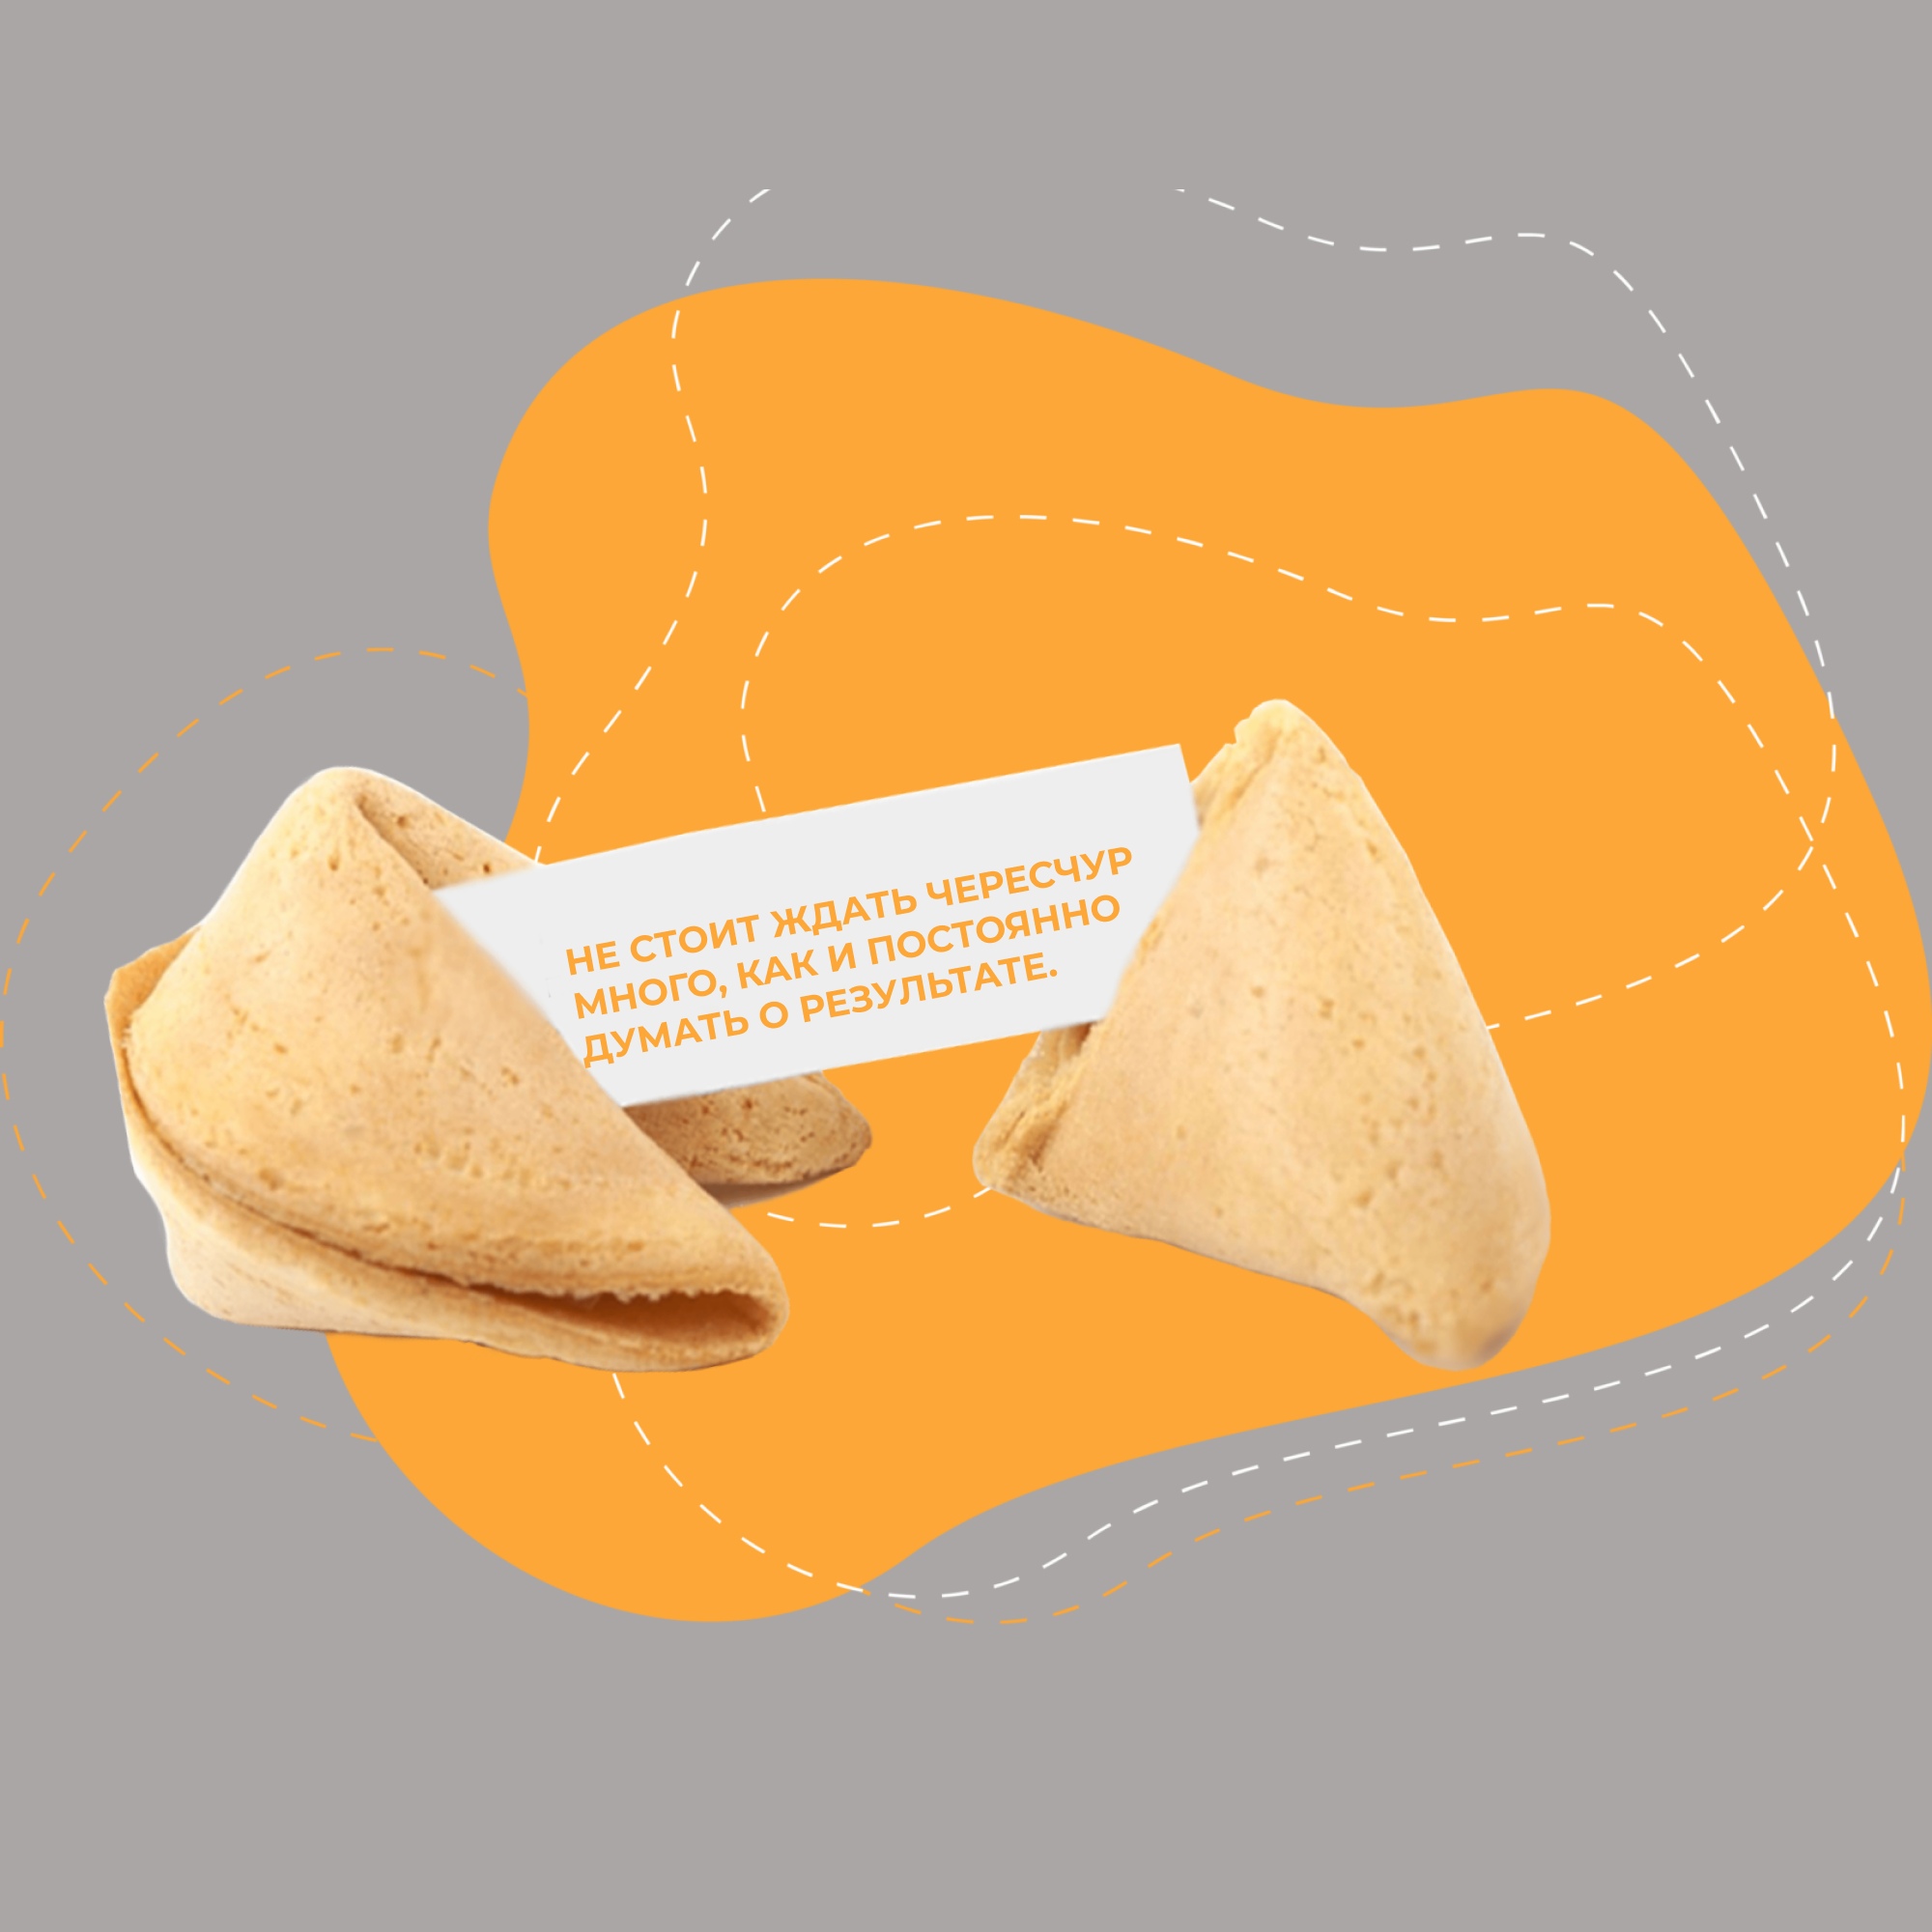 НЕ СТОИТ ЖДАТЬ ЧЕРЕСЧУР
МНОГО, КАК И ПОСТОЯННО
ДУМАТЬ О РЕЗУЛЬТАТЕ.